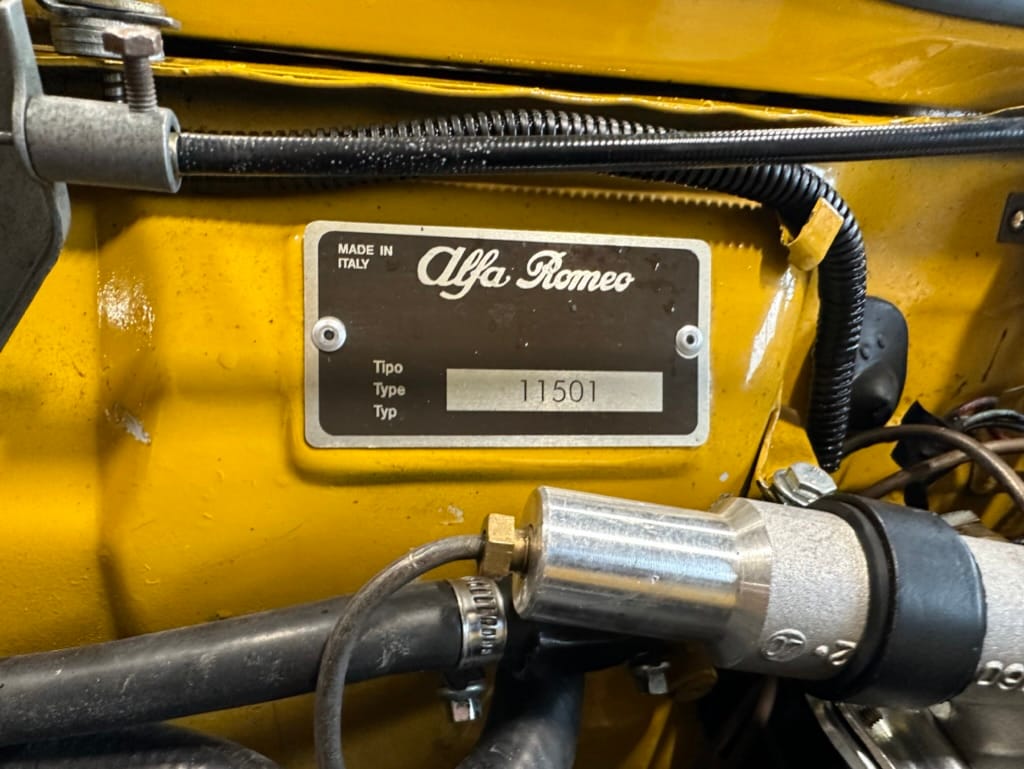 MADE IN
ITALY
Alfa Romeo
Tipo
Type
Typ
11501